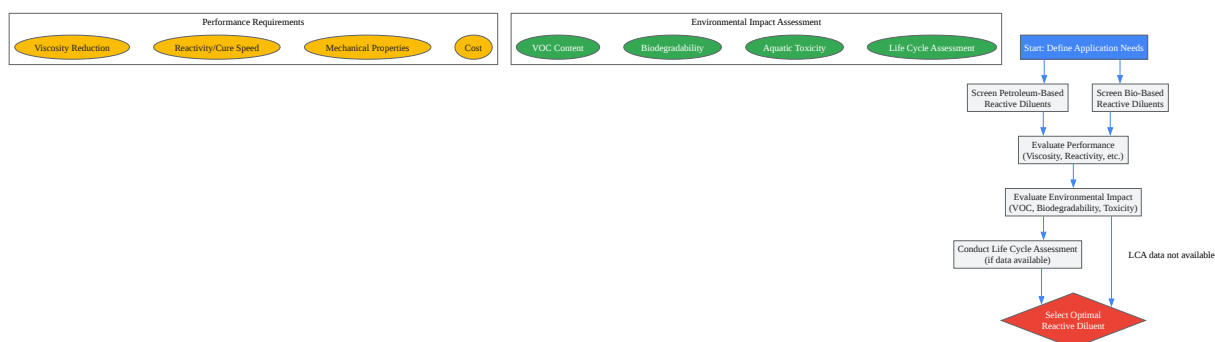 Performance Requirements
Viscosity Reduction
Reactivity/Cure Speed
Mechanical Properties
Cost
Environmental Impact Assessment
VOC Content
Biodegradability
Aquatic Toxicity
Life Cycle Assessment
Start: Define Application Needs
Screen Petroleum-Based
Reactive Diluents
Screen Bio-Based
Reactive Diluents
Evaluate Performance
(Viscosity, Reactivity, etc.)
Evaluate Environmental Impact
(VOC, Biodegradability, Toxicity)
Conduct Life Cycle Assessment
(if data available)
LCA data not available
Select Optimal
Reactive Diluent